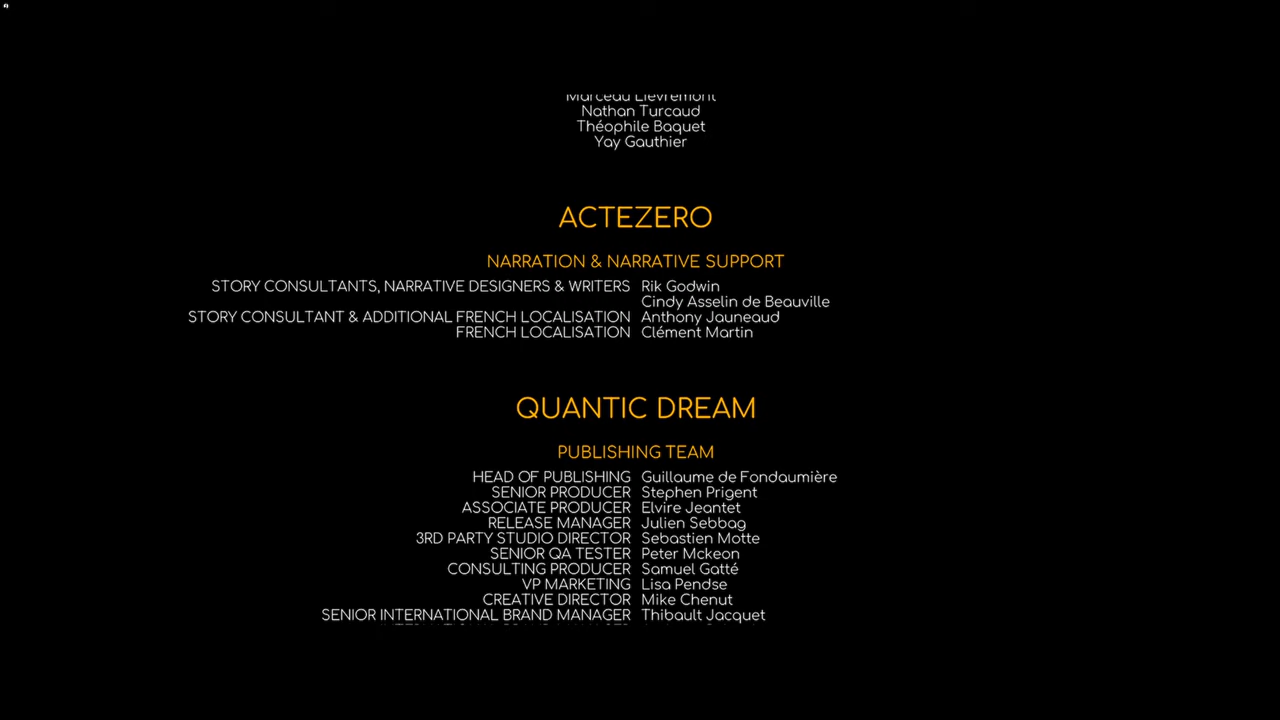 Marceau Lièvremont
Nathan Turcaud
Théophile Baquet
Yay Gauthier
ACTEZERO
NARRATION & NARRATIVE SUPPORT
STORY CONSULTANTS, NARRATIVE DESIGNERS & WRITERS Rik Godwin
Cindy Asselin de Beauville
STORY CONSULTANT & ADDITIONAL FRENCH LOCALISATION Anthony Jauneaud
FRENCH LOCALISATION Clément Martin
QUANTIC DREAM
PUBLISHING TEAM
HEAD OF PUBLISHING Guillaume de Fondaumière
SENIOR PRODUCER Stephen Prigent
ASSOCIATE PRODUCER Elvire Jeantet
RELEASE MANAGER Julien Sebbag
3RD PARTY STUDIO DIRECTOR Sebastien Motte
SENIOR QA TESTER Peter Mckeon
CONSULTING PRODUCER Samuel Gatté
VP MARKETING Lisa Pendse
CREATIVE DIRECTOR Mike Chenut
SENIOR INTERNATIONAL BRAND MANAGER Thibault Jacquet